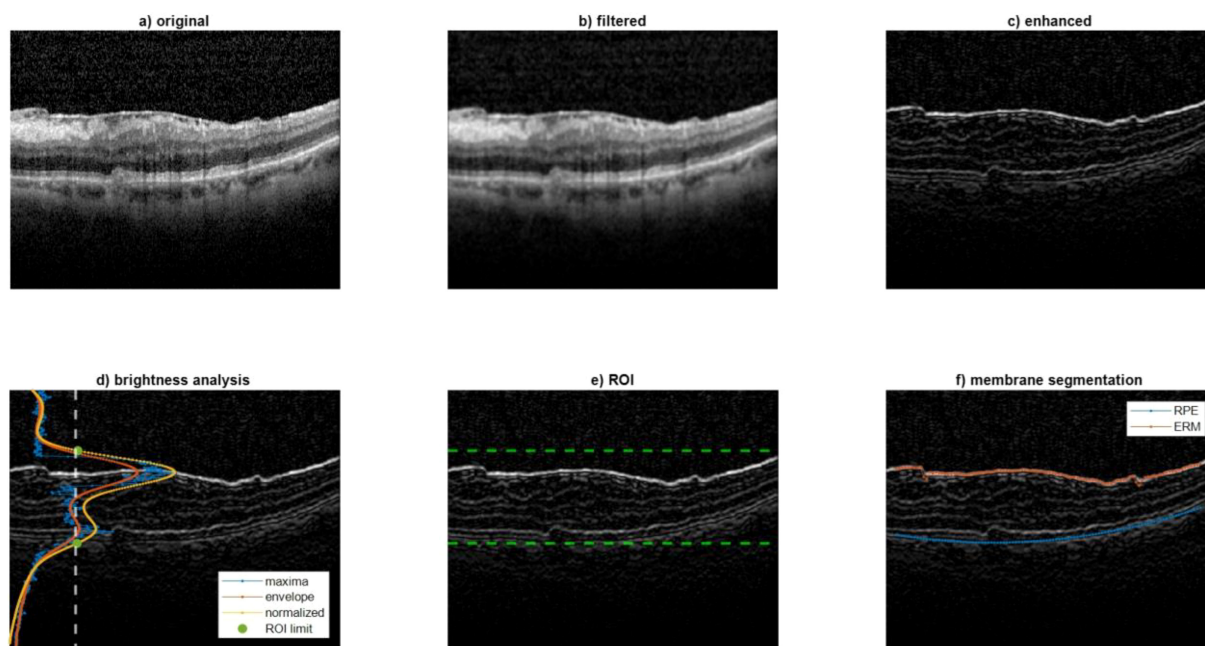 a) original
b) filtered
c) enhanced
d) brightness analysis
e) ROI
f) membrane segmentation
maxima
envelope
normalized
ROI limit
RPE
ERM